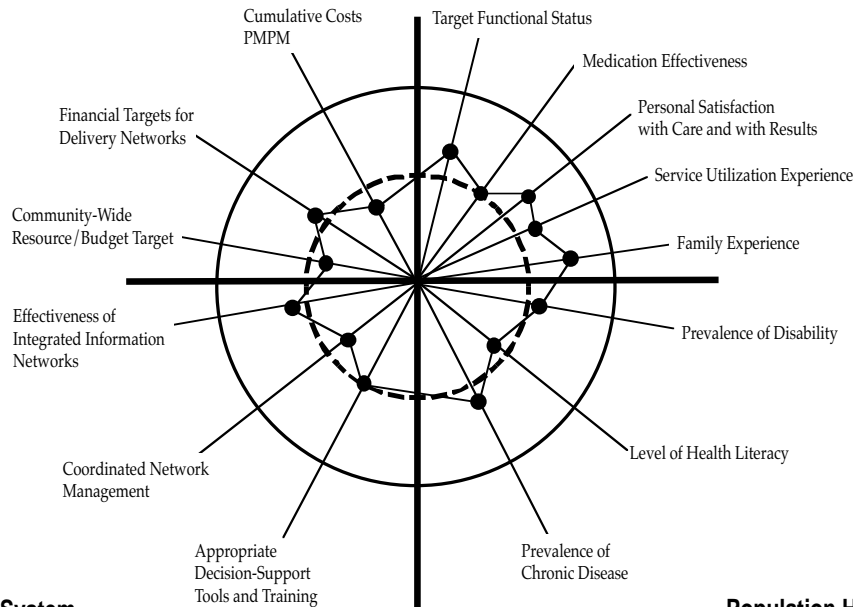 Cumulative Costs
PMPM
Target Functional Status
Medication Effectiveness
Personal Satisfaction
with Care and with Results
Service Utilization Experience
Family Experience
Prevalence of Disability
Level of Health Literacy
Prevalence of
Chronic Disease
Appropriate
Decision-Support
Tools and Training
Coordinated Network
Management
Effectiveness of
Integrated Information
Networks
Community-Wide
Resource/Budget Target
Financial Targets for
Delivery Networks
System
Population H